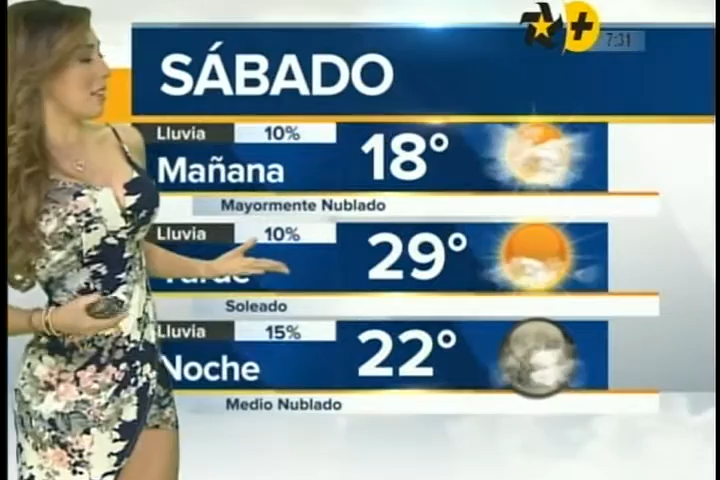 +
7:31
SÁBADO
Lluvia 10%
Mañana 18°
Mayormente Nublado
Lluvia 10%
Tarde 29°
Soleado
Lluvia 15%
Noche 22°
Medio Nublado